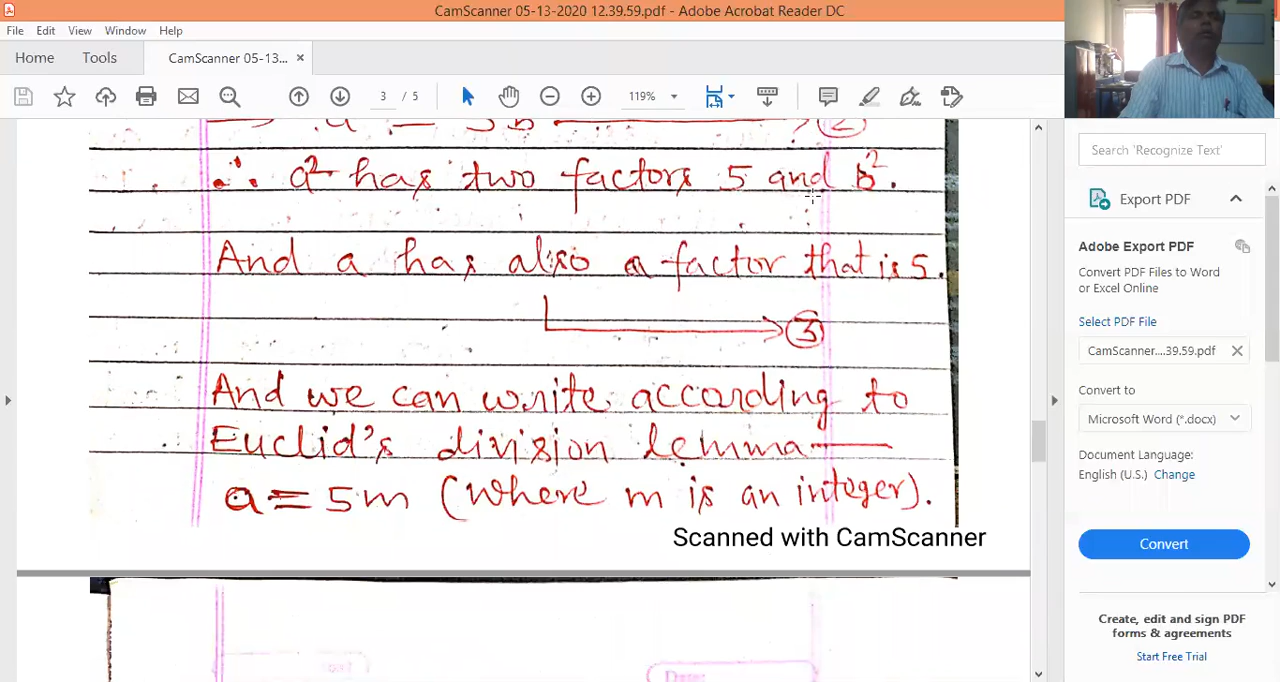 CamScanner 05-13-2020 12.39.59.pdf - Adobe Acrobat Reader DC
File Edit View Window Help
Home Tools CamScanner 05-13... ×
3 / 5 119%
∴ a² has two factors 5 and b².
And a has also a factor that is 5.
③
And we can write according to
Euclid's division lemma—
a = 5m (where m is an integer).
Scanned with CamScanner
Search 'Recognize Text'
Export PDF
Adobe Export PDF
Convert PDF Files to Word
or Excel Online
Select PDF File
CamScanner....39.59.pdf
Convert to
Microsoft Word (*.docx)
Document Language:
English (U.S.) Change
Convert
Create, edit and sign PDF
forms & agreements
Start Free Trial